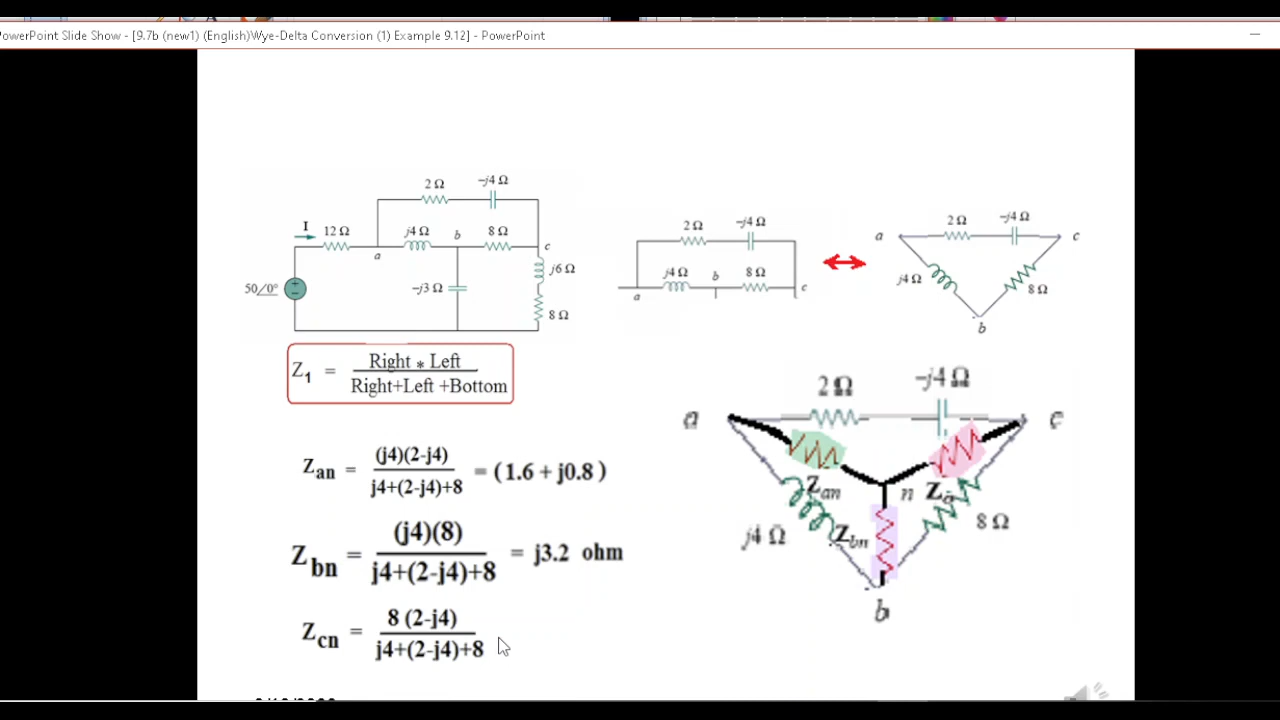 PowerPoint Slide Show - [9.7b (new1) (English)Wye-Delta Conversion (1) Example 9.12] - PowerPoint
2 Ω
-j4 Ω
I
12 Ω
j4 Ω
b
8 Ω
a
c
50∠0°
-j3 Ω
j6 Ω
8 Ω
2 Ω
-j4 Ω
j4 Ω
b
8 Ω
a
c
a
2 Ω
-j4 Ω
c
j4 Ω
8 Ω
b
Z1 = Right * Left
Right+Left +Bottom
Zan = (j4)(2-j4) = (1.6 + j0.8 )
j4+(2-j4)+8
Zbn = (j4)(8) = j3.2 ohm
j4+(2-j4)+8
Zcn = 8 (2-j4)
j4+(2-j4)+8
2 Ω
-j4 Ω
a
c
Zan
n
j4 Ω
Zbn
8 Ω
b